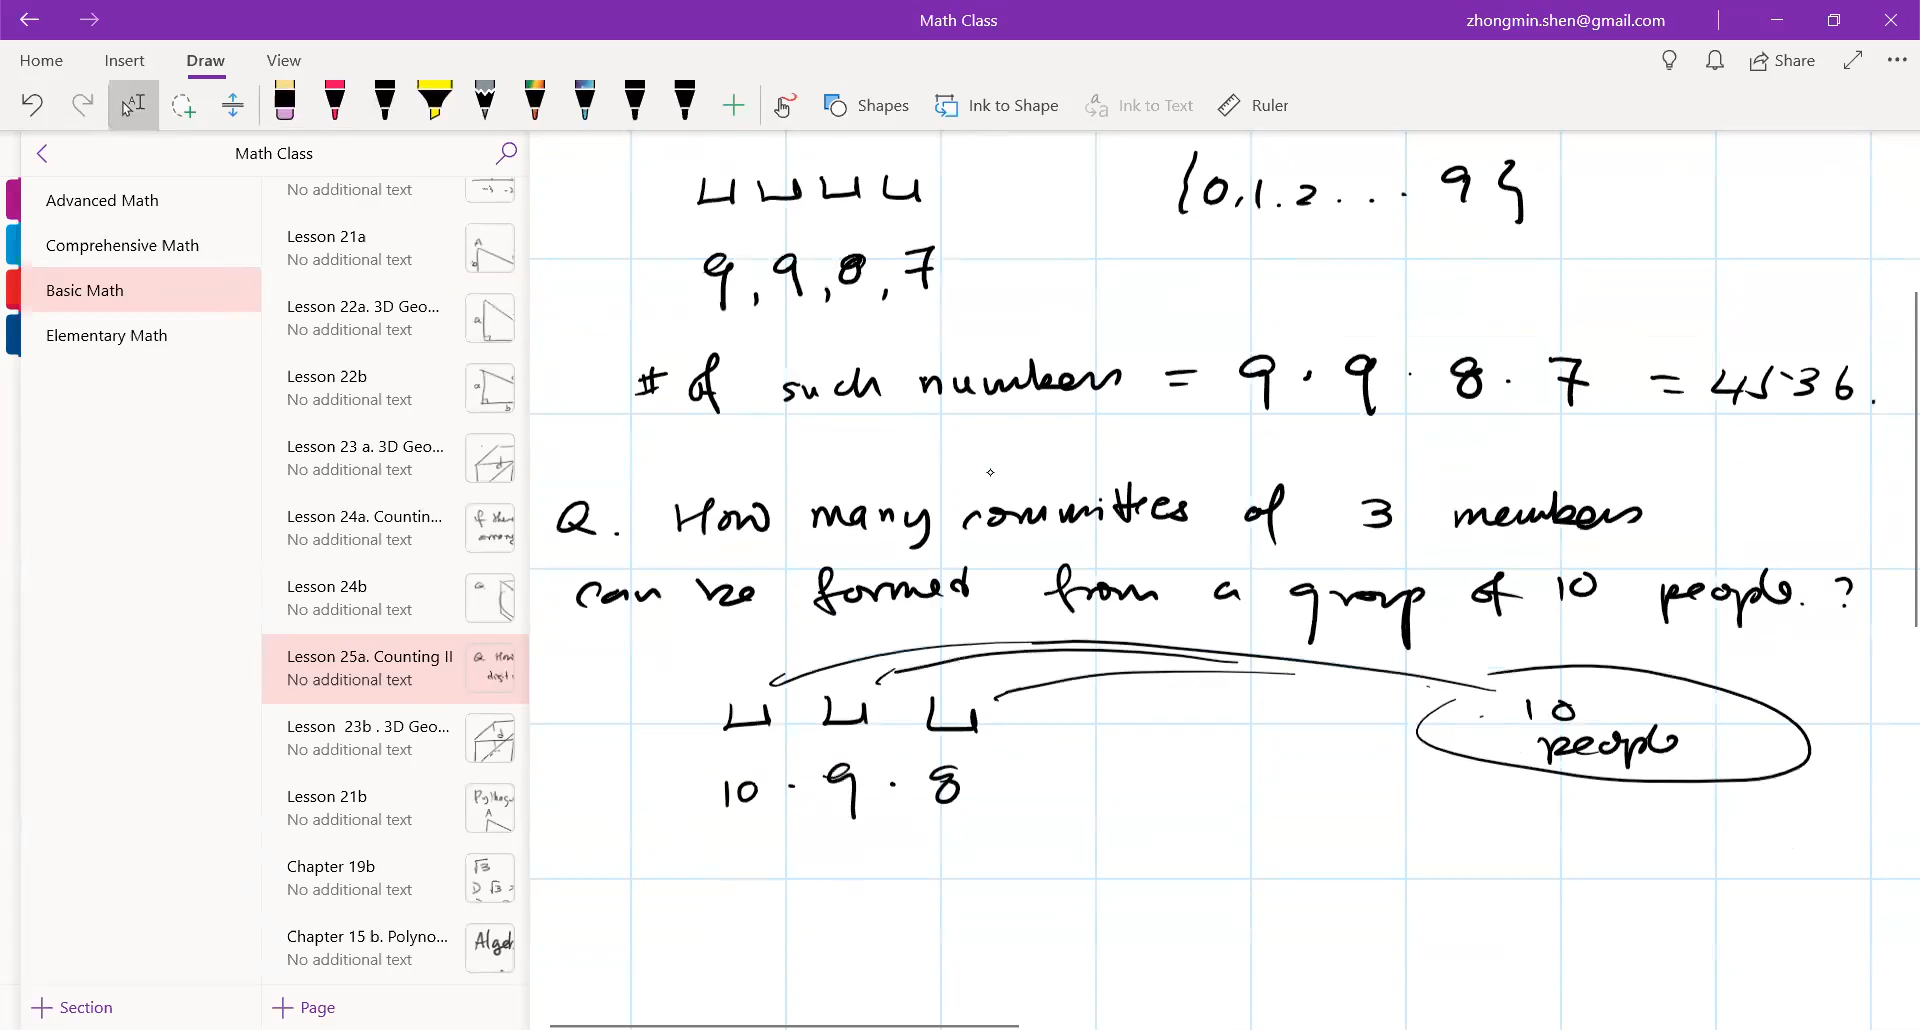 Math Class
zhongmin.shen@gmail.com
Home Insert Draw View
Share
Shapes
Ink to Shape
Ink to Text
Ruler
Math Class
Advanced Math
Comprehensive Math
Basic Math
Elementary Math
No additional text
Lesson 21a
No additional text
Lesson 22a. 3D Geo...
No additional text
Lesson 22b
No additional text
Lesson 23 a. 3D Geo...
No additional text
Lesson 24a. Countin...
No additional text
Lesson 24b
No additional text
Lesson 25a. Counting II
No additional text
Lesson 23b . 3D Geo...
No additional text
Lesson 21b
No additional text
Chapter 19b
No additional text
Chapter 15 b. Polyno...
No additional text
Section
Page
{0,1.2 ... 9}
9, 9, 8, 7
# of such numbers = 9 · 9 · 8 · 7 = 4536.
Q. How many committees of 3 members
can be formed from a group of 10 people. ?
10
people
10 · 9 · 8